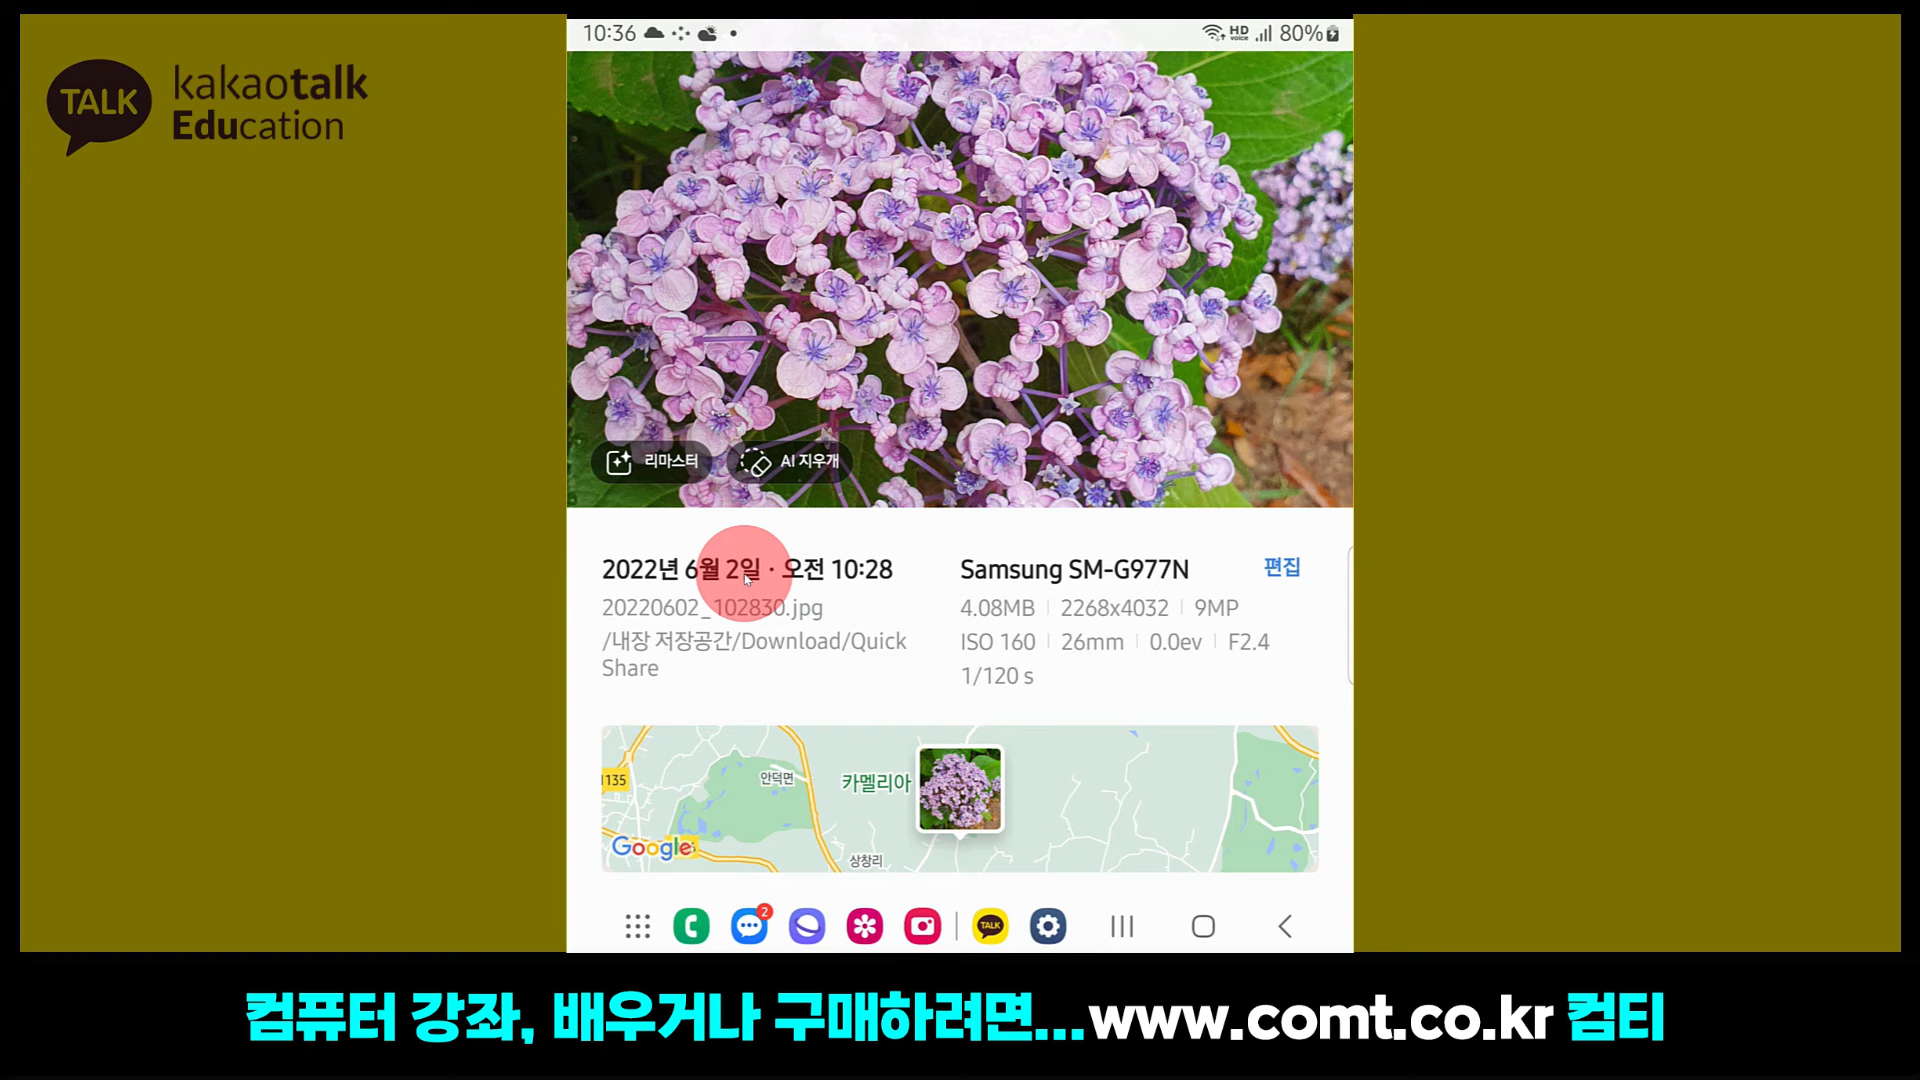 TALK
kakaotalk
Education
10:36
HD
voice
80%
리마스터
AI 지우개
2022년 6월 2일 · 오전 10:28
20220602_102830.jpg
/내장 저장공간/Download/Quick
Share
Samsung SM-G977N
편집
4.08MB | 2268x4032 | 9MP
ISO 160 | 26mm | 0.0ev | F2.4
1/120 s
1135
안덕면
카멜리아
Google
상창리
2
TALK
컴퓨터 강좌, 배우거나 구매하려면...www.comt.co.kr 컴티